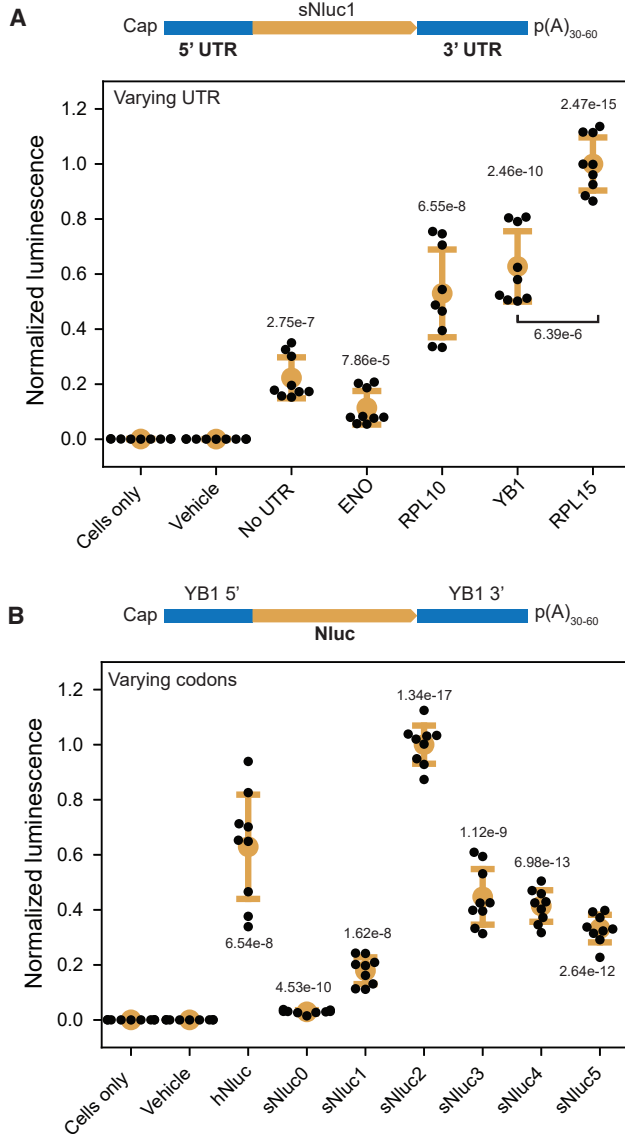 A
sNluc1
Cap
p(A)30-60
5’ UTR
3’ UTR
Varying UTR
Normalized luminescence
1.2
1.0
0.8
0.6
0.4
0.2
0.0
2.75e-7
7.86e-5
6.55e-8
2.46e-10
2.47e-15
6.39e-6
Cells only
Vehicle
No UTR
ENO
RPL10
YB1
RPL15
B
YB1 5’
YB1 3’
Cap
p(A)30-60
Nluc
Varying codons
Normalized luminescence
1.2
1.0
0.8
0.6
0.4
0.2
0.0
6.54e-8
4.53e-10
1.62e-8
1.34e-17
1.12e-9
6.98e-13
2.64e-12
Cells only
Vehicle
hNluc
sNluc0
sNluc1
sNluc2
sNluc3
sNluc4
sNluc5